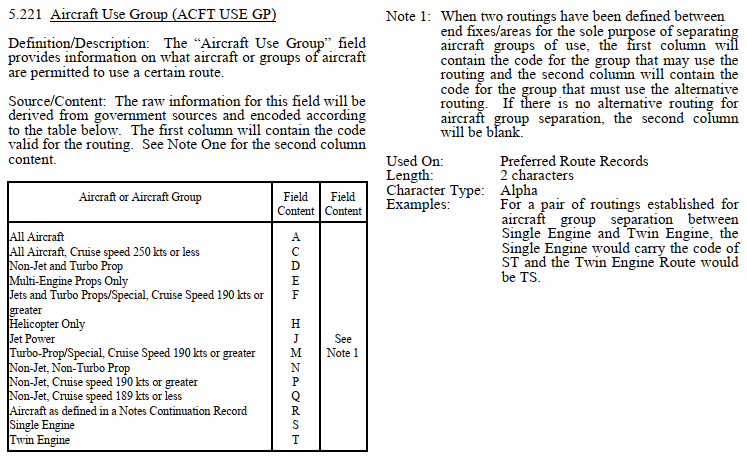 5.221 Aircraft Use Group (ACFT USE GP)
Definition/Description: The “Aircraft Use Group” field
provides information on what aircraft or groups of aircraft
are permitted to use a certain route.
Source/Content: The raw information for this field will be
derived from government sources and encoded according
to the table below. The first column will contain the code
valid for the routing. See Note One for the second column
content.
Aircraft or Aircraft Group Field Content Field Content
All Aircraft A
All Aircraft, Cruise speed 250 kts or less C
Non-Jet and Turbo Prop D
Multi-Engine Props Only E
Jets and Turbo Props/Special, Cruise Speed 190 kts or F
greater
Helicopter Only H
Jet Power J See
Turbo-Prop/Special, Cruise Speed 190 kts or greater M Note 1
Non-Jet, Non-Turbo Prop N
Non-Jet, Cruise speed 190 kts or greater P
Non-Jet, Cruise speed 189 kts or less Q
Aircraft as defined in a Notes Continuation Record R
Single Engine S
Twin Engine T
Note 1: When two routings have been defined between
end fixes/areas for the sole purpose of separating
aircraft groups of use, the first column will
contain the code for the group that may use the
routing and the second column will contain the
code for the group that must use the alternative
routing. If there is no alternative routing for
aircraft group separation, the second column
will be blank.
Used On: Preferred Route Records
Length: 2 characters
Character Type: Alpha
Examples: For a pair of routings established for
aircraft group separation between
Single Engine and Twin Engine, the
Single Engine would carry the code of
ST and the Twin Engine Route would
be TS.